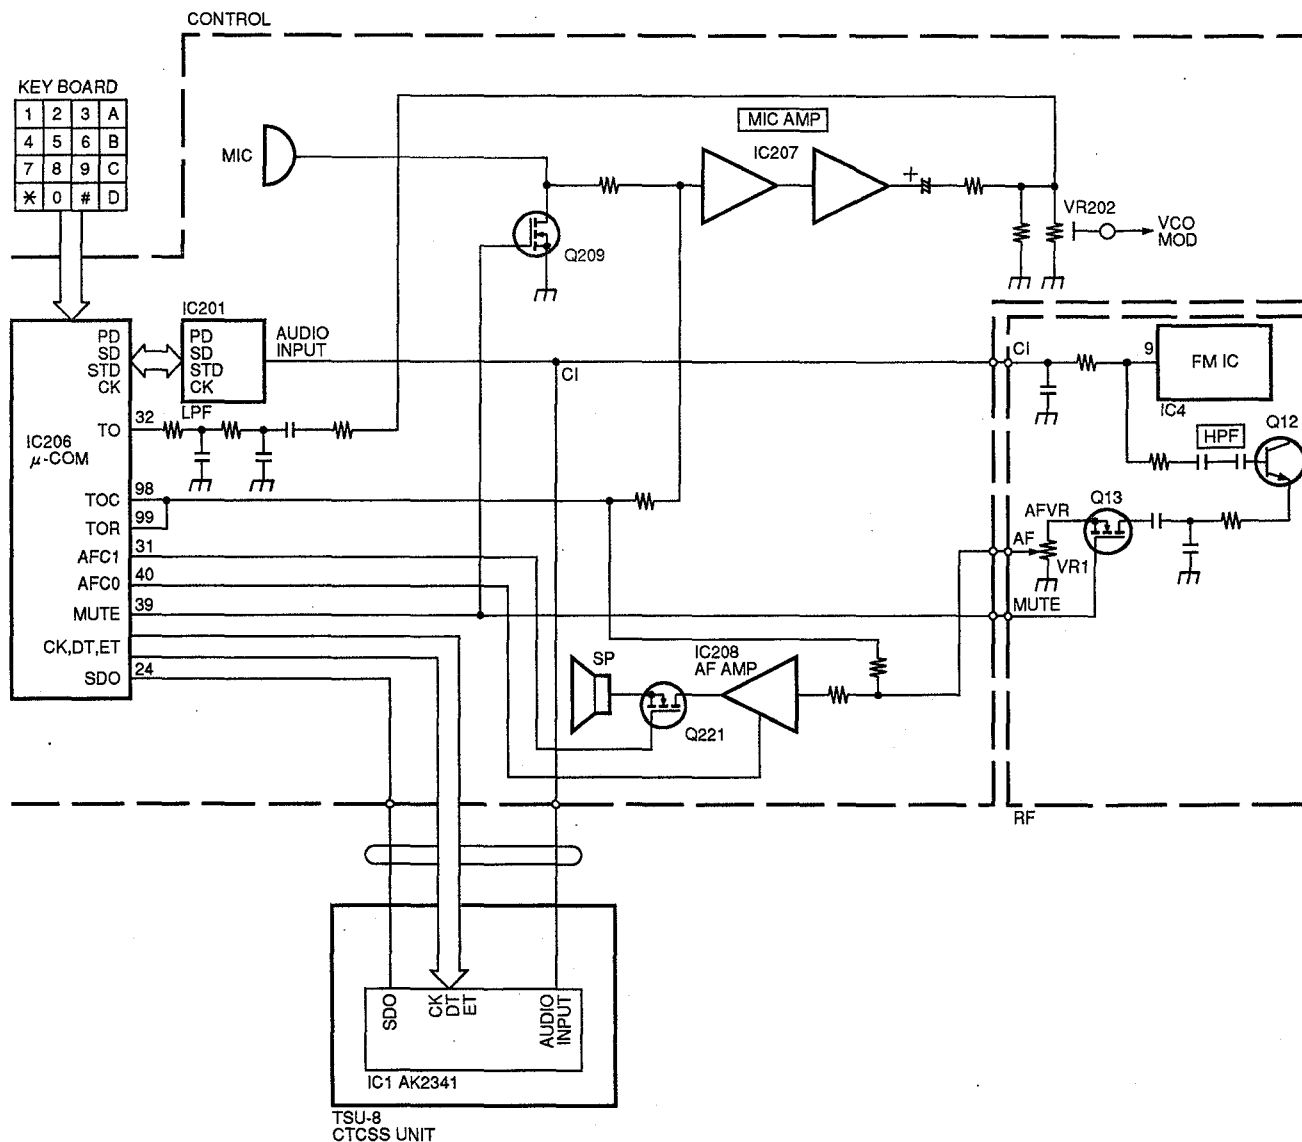 CONTROL
KEY BOARD
1 2 3 A
4 5 6 B
7 8 9 C
* 0 # D
MIC
MIC AMP
IC207
+
Q209
VR202
VCO
MOD
IC201
PD
SD
STD
CK
PD
SD
STD
CK
AUDIO
INPUT
CI
CI
9
FM IC
IC4
LPF
TO
32
IC206
μ-COM
HPF
Q12
TOC
98
TOR
99
AFC1
31
AFC0
40
MUTE
39
CK,DT,ET
SDO
24
Q13
AFVR
AF
VR1
MUTE
SP
IC208
AF AMP
Q221
RF
SDO
CK
DT
ET
AUDIO
INPUT
IC1 AK2341
TSU-8
CTCSS UNIT